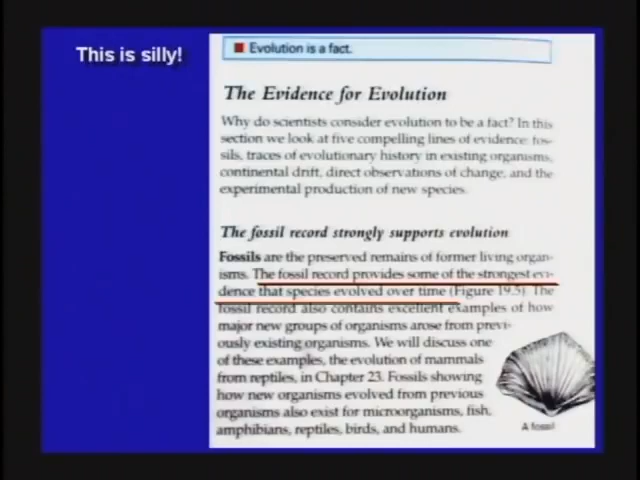 This is silly!
Evolution is a fact.
The Evidence for Evolution
Why do scientists consider evolution to be a fact? In this
section we look at five compelling lines of evidence: fos-
sils, traces of evolutionary history in existing organisms,
continental drift, direct observations of change, and the
experimental production of new species.
The fossil record strongly supports evolution
Fossils are the preserved remains of former living organ-
isms. The fossil record provides some of the strongest evi-
dence that species evolved over time (Figure 19.5). The
fossil record also contains excellent examples of how
major new groups of organisms arose from previ-
ously existing organisms. We will discuss one
of these examples, the evolution of mammals
from reptiles, in Chapter 23. Fossils showing
how new organisms evolved from previous
organisms also exist for microorganisms, fish,
amphibians, reptiles, birds, and humans.
A fossil